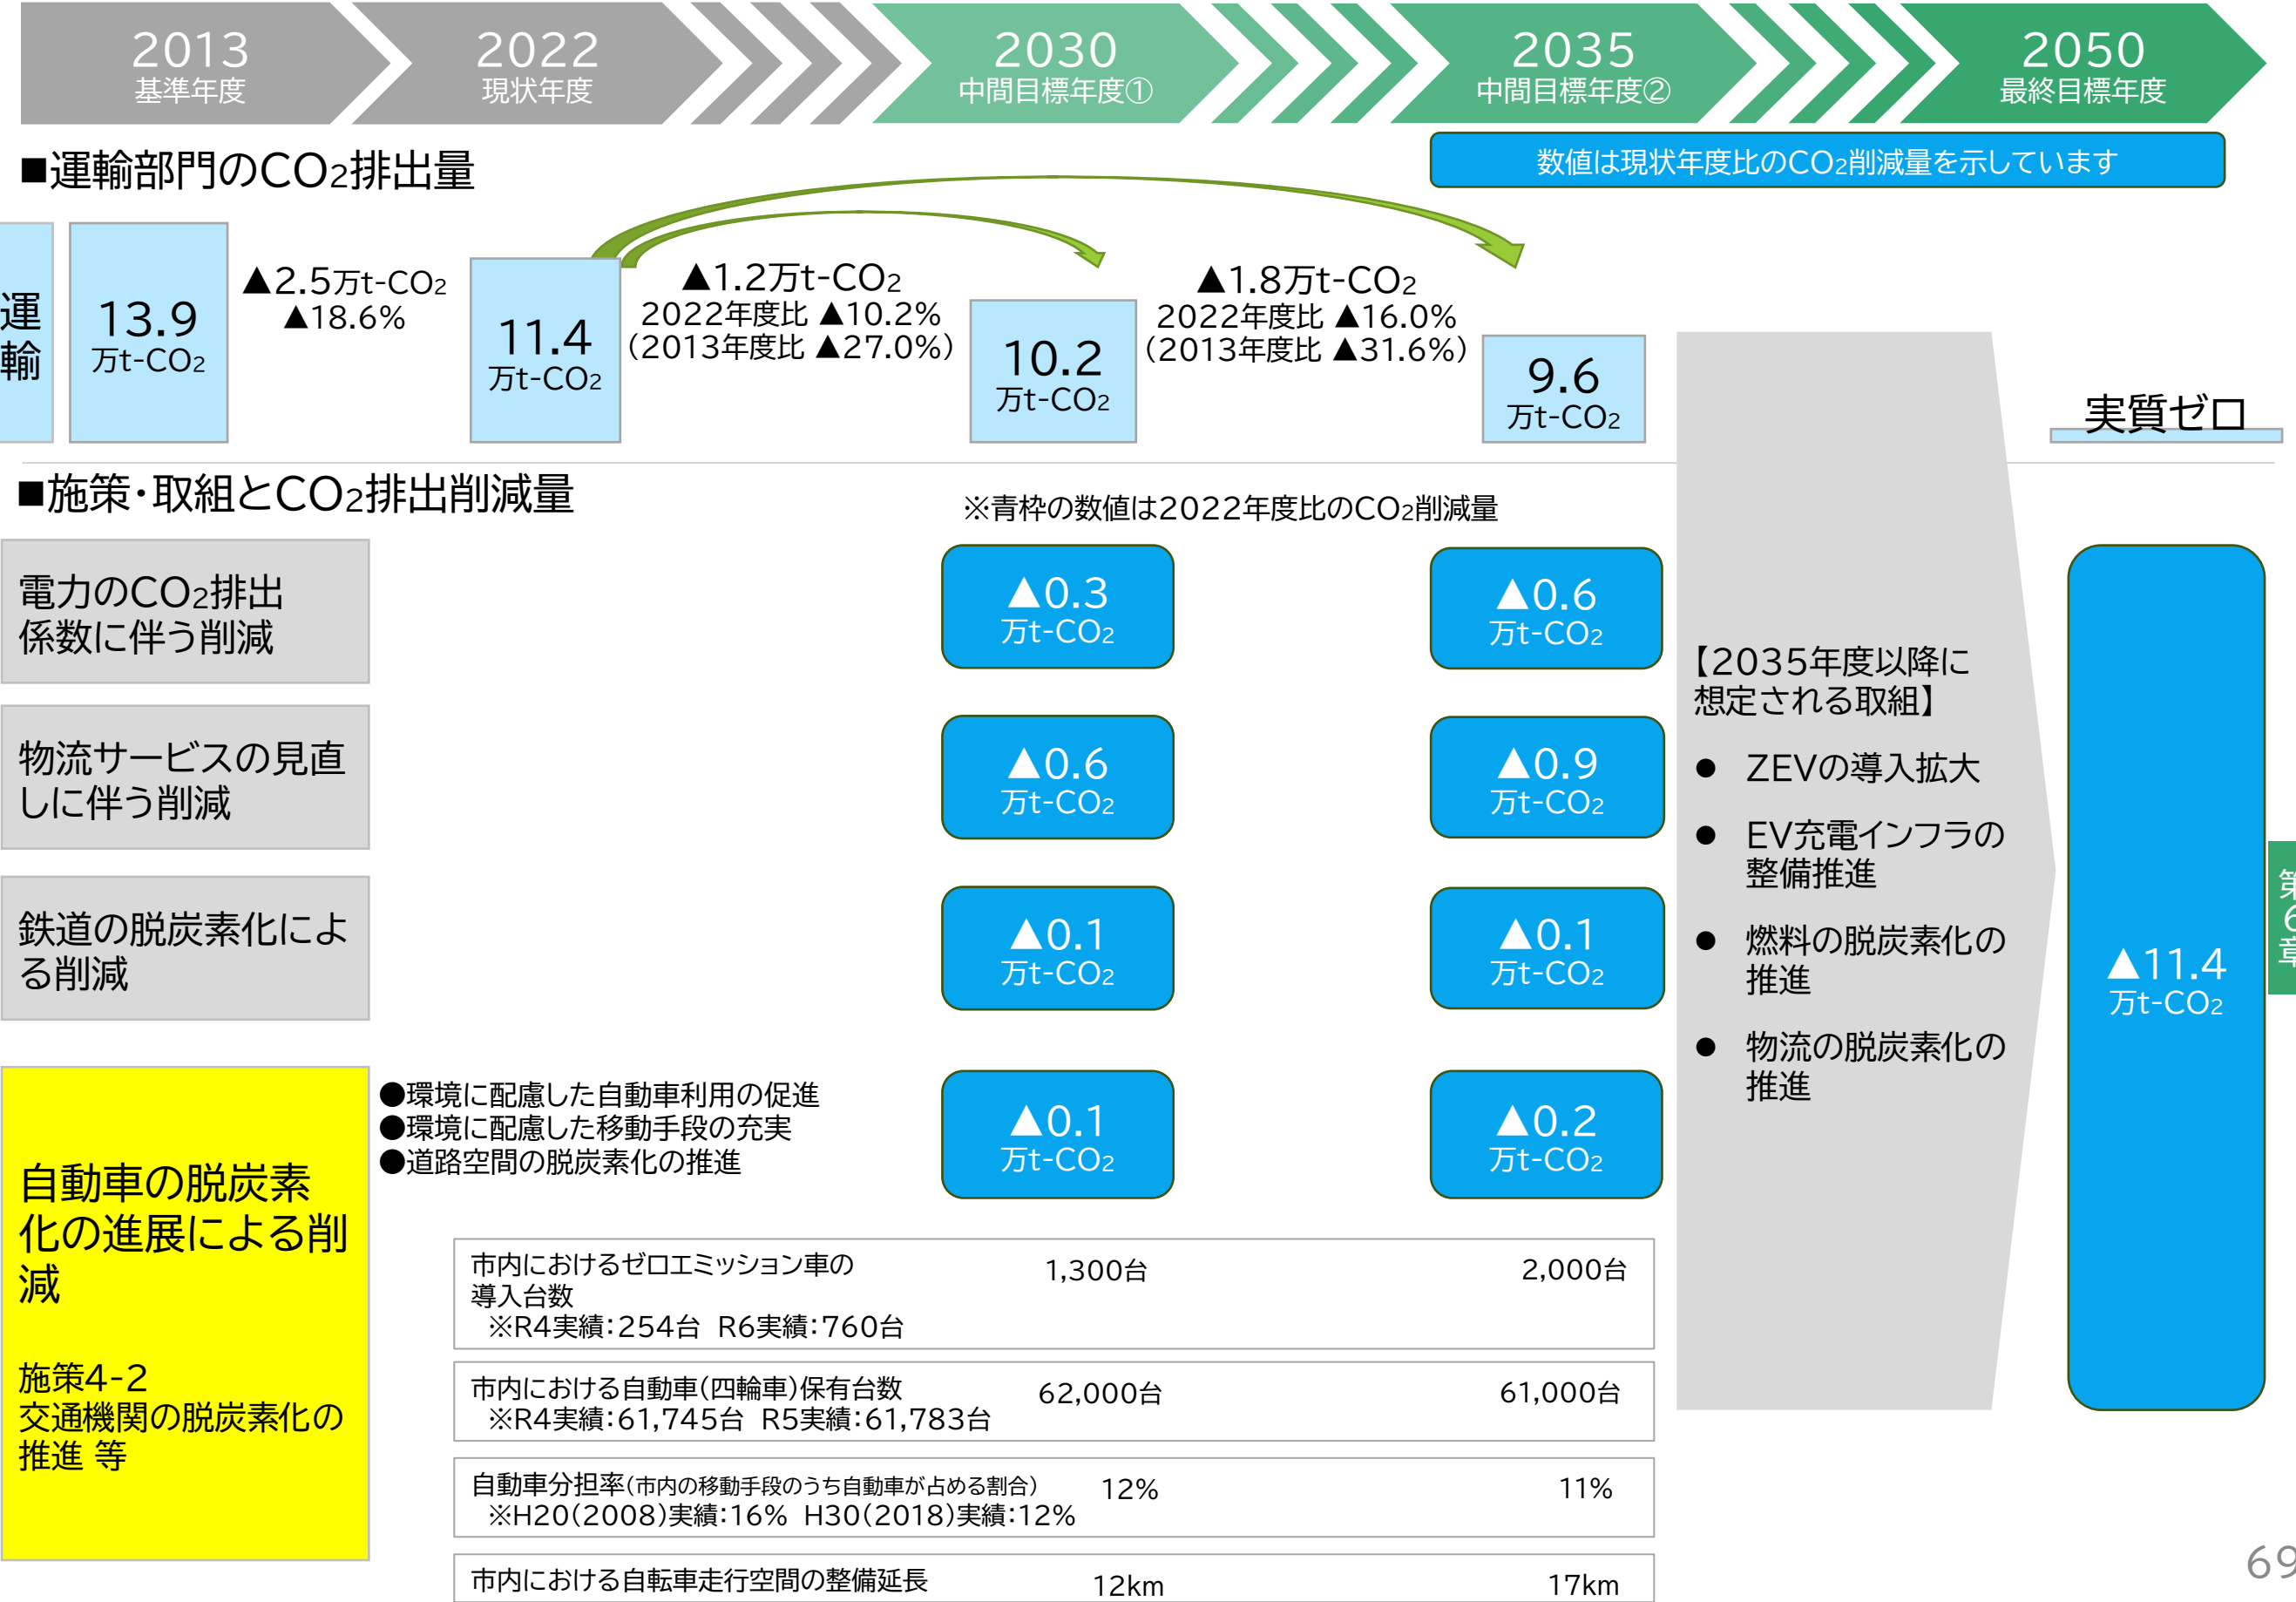 2013
基準年度
2022
現状年度
2030
中間目標年度①
2035
中間目標年度②
2050
最終目標年度
■運輸部門のCO2排出量
数値は現状年度比のCO2削減量を示しています
運輸
13.9
万t-CO2
▲2.5万t-CO2
▲18.6%
11.4
万t-CO2
▲1.2万t-CO2
2022年度比 ▲10.2%
(2013年度比 ▲27.0%)
10.2
万t-CO2
▲1.8万t-CO2
2022年度比 ▲16.0%
(2013年度比 ▲31.6%)
9.6
万t-CO2
実質ゼロ
■施策・取組とCO2排出削減量
※青枠の数値は2022年度比のCO2削減量
電力のCO2排出
係数に伴う削減
▲0.3
万t-CO2
▲0.6
万t-CO2
物流サービスの見直
しに伴う削減
▲0.6
万t-CO2
▲0.9
万t-CO2
鉄道の脱炭素化によ
る削減
▲0.1
万t-CO2
▲0.1
万t-CO2
自動車の脱炭素
化の進展による削
減
施策4-2
交通機関の脱炭素化の
推進 等
●環境に配慮した自動車利用の促進
●環境に配慮した移動手段の充実
●道路空間の脱炭素化の推進
▲0.1
万t-CO2
▲0.2
万t-CO2
市内におけるゼロエミッション車の
導入台数
※R4実績：254台 R6実績：760台
1,300台
2,000台
市内における自動車(四輪車)保有台数
※R4実績：61,745台 R5実績：61,783台
62,000台
61,000台
自動車分担率(市内の移動手段のうち自動車が占める割合)
※H20(2008)実績：16% H30(2018)実績：12%
12%
11%
市内における自転車走行空間の整備延長
12km
17km
【2035年度以降に
想定される取組】
● ZEVの導入拡大
● EV充電インフラの
整備推進
● 燃料の脱炭素化の
推進
● 物流の脱炭素化の
推進
▲11.4
万t-CO2
第6章
69